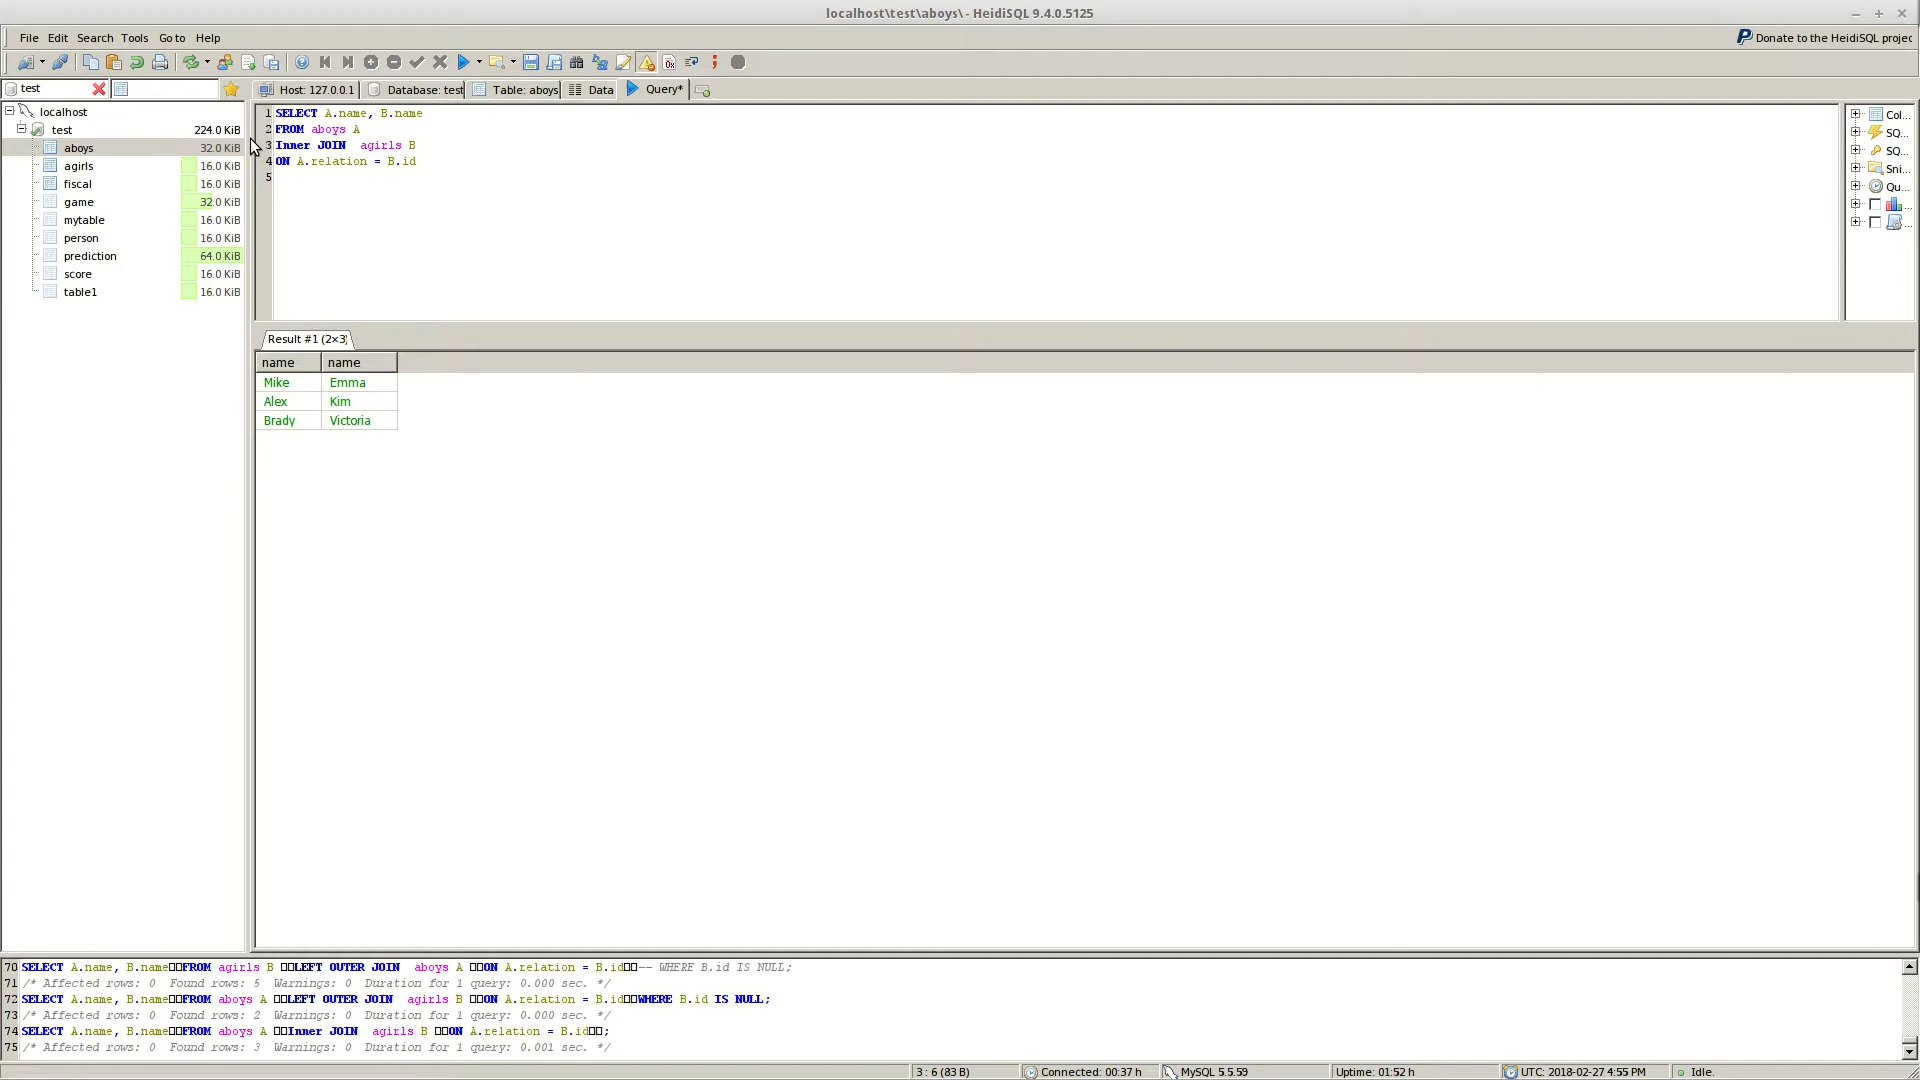 localhost\test\aboys\ - HeidiSQL 9.4.0.5125
File Edit Search Tools Go to Help
Donate to the HeidiSQL projec
test
Host: 127.0.0.1 Database: test Table: aboys Data Query*
localhost
test 224.0 KiB
aboys 32.0 KiB
agirls 16.0 KiB
fiscal 16.0 KiB
game 32.0 KiB
mytable 16.0 KiB
person 16.0 KiB
prediction 64.0 KiB
score 16.0 KiB
table1 16.0 KiB
1 SELECT A.name, B.name
2 FROM aboys A
3 Inner JOIN  agirls B
4 ON A.relation = B.id
5
Col...
SQ...
SQ...
Sni...
Qu...
...
...
Result #1 (2×3)
name name
Mike Emma
Alex Kim
Brady Victoria
70 SELECT A.name, B.name□□FROM agirls B □□LEFT OUTER JOIN  aboys A □□ON A.relation = B.id□□-- WHERE B.id IS NULL;
71 /* Affected rows: 0  Found rows: 5  Warnings: 0  Duration for 1 query: 0.000 sec. */
72 SELECT A.name, B.name□□FROM aboys A □□LEFT OUTER JOIN  agirls B □□ON A.relation = B.id□□WHERE B.id IS NULL;
73 /* Affected rows: 0  Found rows: 2  Warnings: 0  Duration for 1 query: 0.000 sec. */
74 SELECT A.name, B.name□□FROM aboys A □□Inner JOIN  agirls B □□ON A.relation = B.id□□;
75 /* Affected rows: 0  Found rows: 3  Warnings: 0  Duration for 1 query: 0.001 sec. */
3 : 6 (83 B) Connected: 00:37 h MySQL 5.5.59 Uptime: 01:52 h UTC: 2018-02-27 4:55 PM Idle.